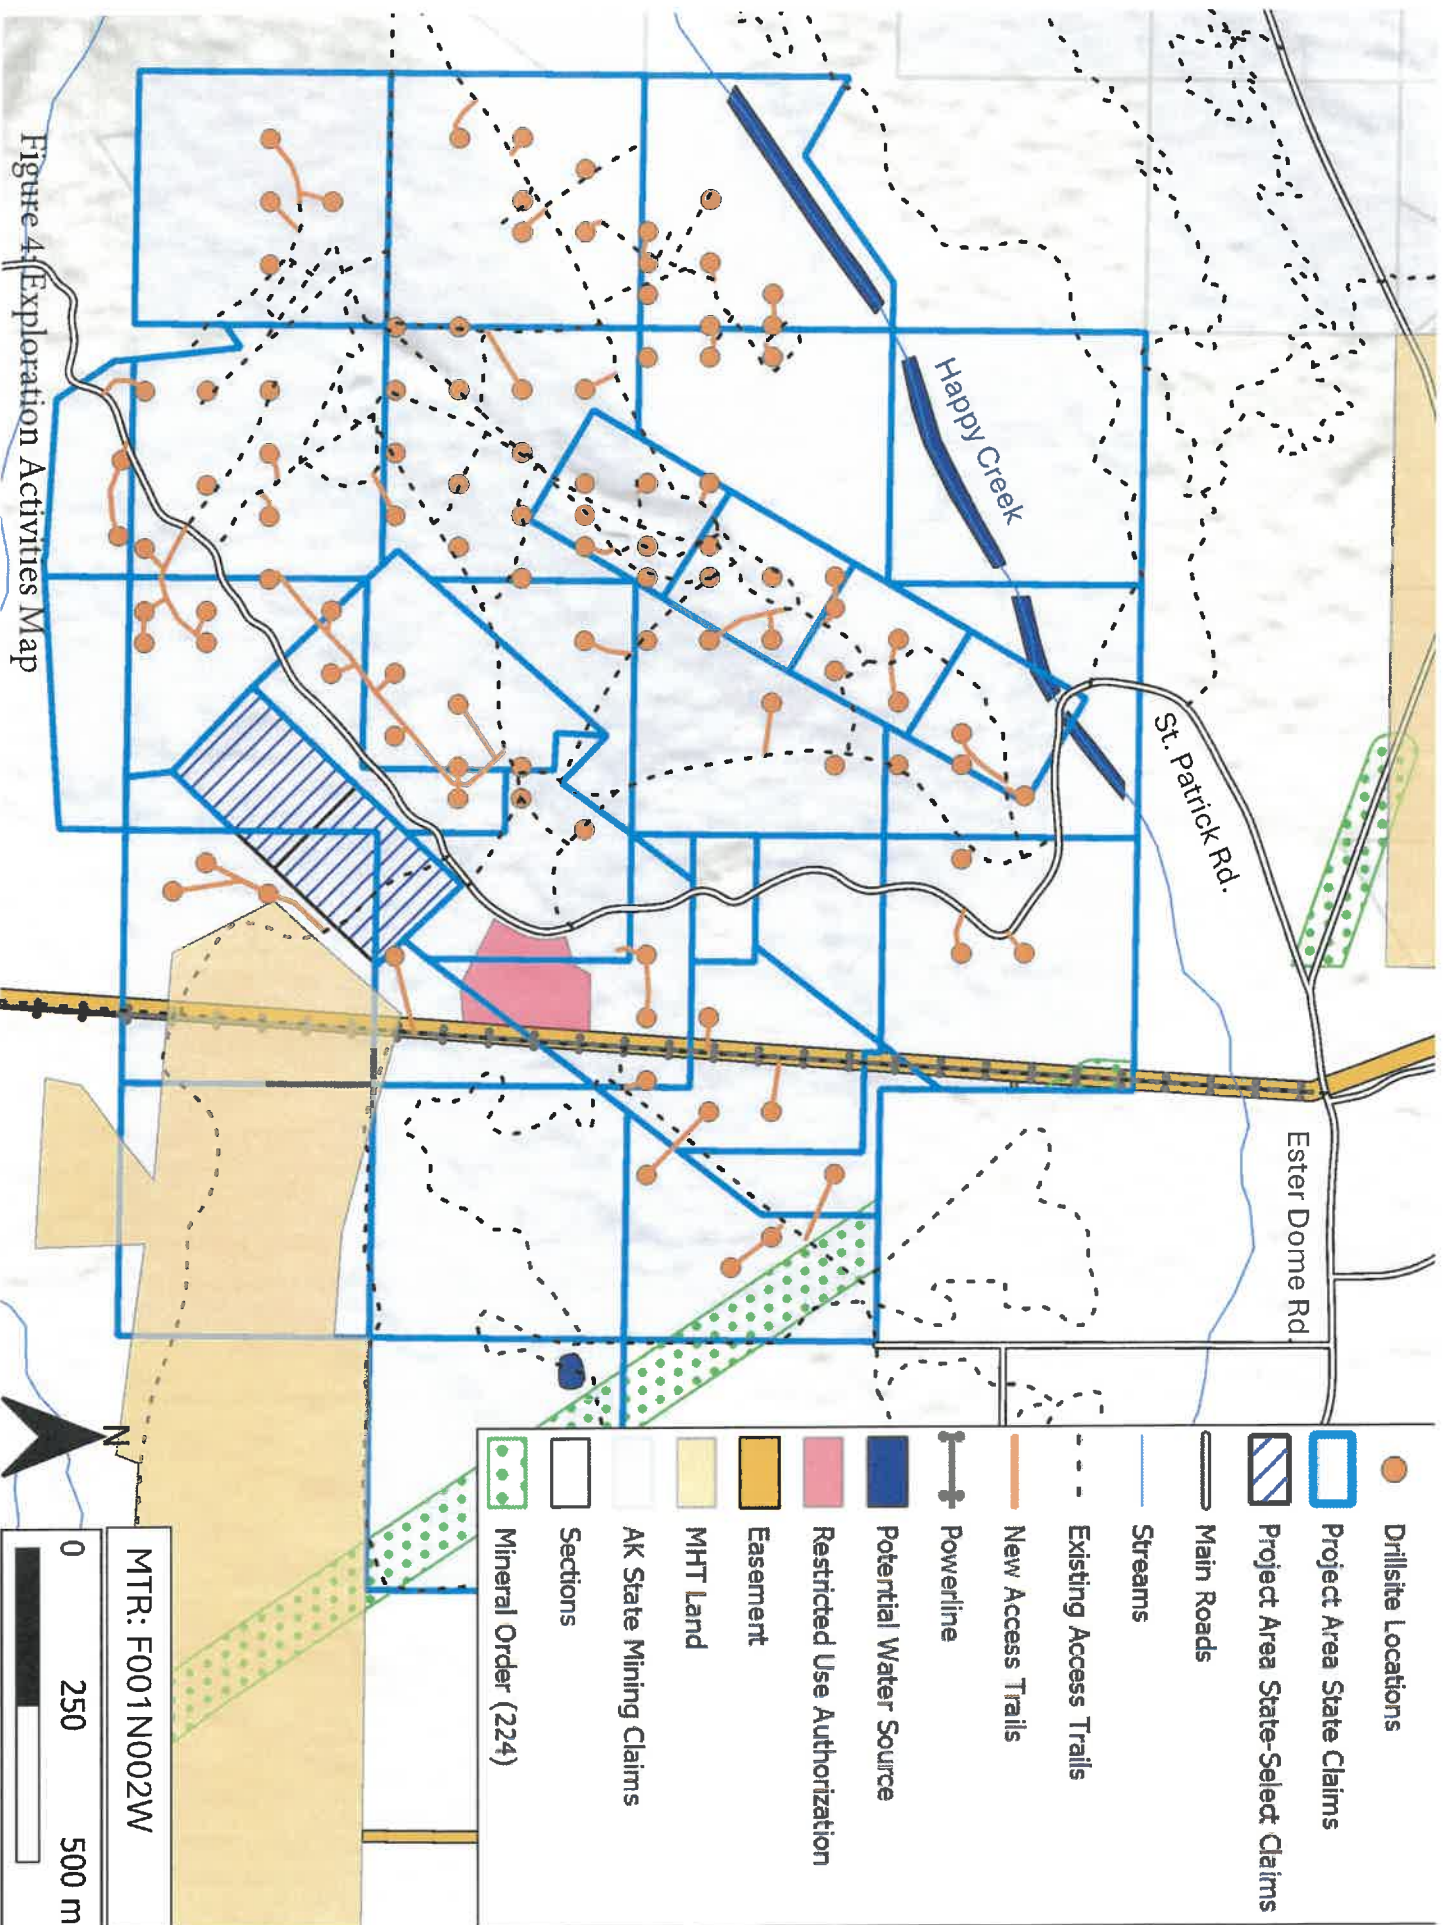 Happy Creek
St. Patrick Rd.
Ester Dome Rd
Drillsite Locations
Project Area State Claims
Project Area State-Select Claims
Main Roads
Streams
Existing Access Trails
New Access Trails
Powerline
Potential Water Source
Restricted Use Authorization
Easement
MHT Land
AK State Mining Claims
Sections
Mineral Order (224)
N
MTR: F001N002W
0 250 500 m
Figure 4: Exploration Activities Map